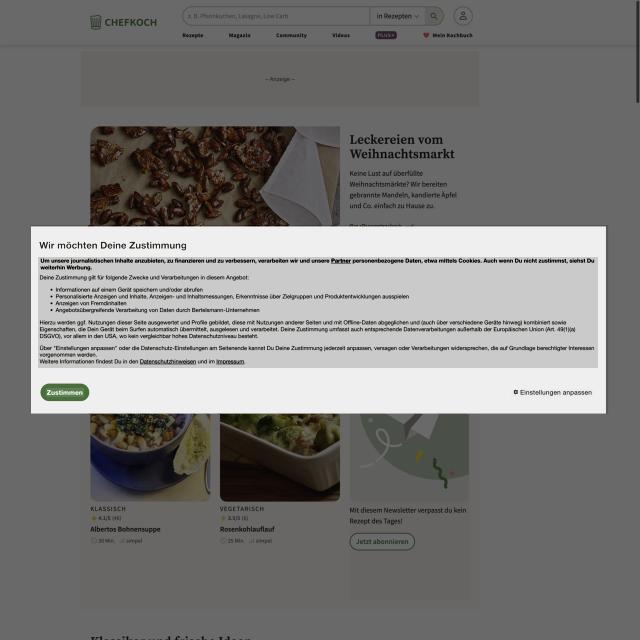 CHEFKOCH
z. B. Pfannkuchen, Lasagne, Low Carb
in Rezepten
Rezepte
Magazin
Community
Videos
PLUS+
Mein Kochbuch
– Anzeige –
Leckereien vom
Weihnachtsmarkt
Keine Lust auf überfüllte
Weihnachtsmärkte? Wir bereiten
gebrannte Mandeln, kandierte Äpfel
und Co. einfach zu Hause zu.
Wir möchten Deine Zustimmung
Um unsere journalistischen Inhalte anzubieten, zu finanzieren und zu verbessern, verarbeiten wir und unsere Partner personenbezogene Daten, etwa mittels Cookies. Auch wenn Du nicht zustimmst, siehst Du
weiterhin Werbung.
Deine Zustimmung gilt für folgende Zwecke und Verarbeitungen in diesem Angebot:
• Informationen auf einem Gerät speichern und/oder abrufen
• Personalisierte Anzeigen und Inhalte, Anzeigen- und Inhaltsmessungen, Erkenntnisse über Zielgruppen und Produktentwicklungen ausspielen
• Anzeigen von Fremdinhalten
• Angebotsübergreifende Verarbeitung von Daten durch Bertelsmann-Unternehmen
Hierzu werden ggf. Nutzungen dieser Seite ausgewertet und Profile gebildet, diese mit Nutzungen anderer Seiten und mit Offline-Daten abgeglichen und (auch über verschiedene Geräte hinweg) kombiniert sowie
Eigenschaften, die Dein Gerät beim Surfen automatisch übermittelt, ausgelesen und verarbeitet. Deine Zustimmung umfasst auch entsprechende Datenverarbeitungen außerhalb der Europäischen Union (Art. 49(1)(a)
DSGVO), vor allem in den USA, wo kein vergleichbar hohes Datenschutzniveau besteht.
Über "Einstellungen anpassen" oder die Datenschutz-Einstellungen am Seitenende kannst Du Deine Zustimmung jederzeit anpassen, versagen oder Verarbeitungen widersprechen, die auf Grundlage berechtigter Interessen
vorgenommen werden.
Weitere Informationen findest Du in den Datenschutzhinweisen und im Impressum.
Zustimmen
Einstellungen anpassen
KLASSISCH
4.1/5 (46)
Albertos Bohnensuppe
30 Min. simpel
VEGETARISCH
3.3/5 (6)
Rosenkohlauflauf
25 Min. simpel
Mit diesem Newsletter verpasst du kein
Rezept des Tages!
Jetzt abonnieren
Klassiker und frische Ideen